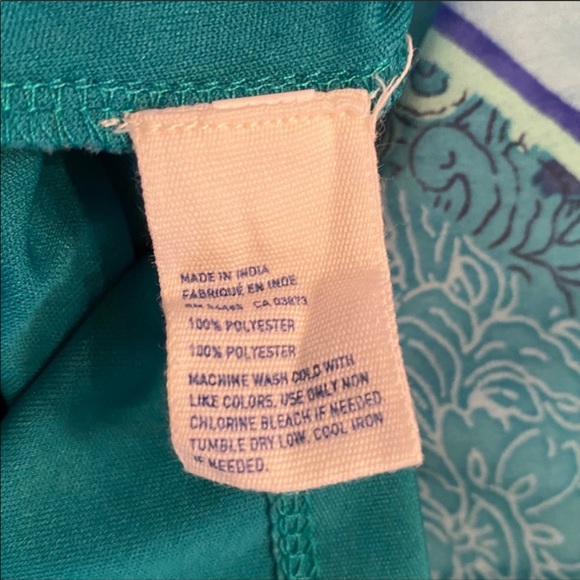 MADE IN INDIA
FABRIQUÉ EN INDE
CA 03873
100% POLYESTER
100% POLYESTER
MACHINE WASH COLD WITH
LIKE COLORS. USE ONLY NON
CHLORINE BLEACH IF NEEDED
TUMBLE DRY LOW. COOL IRON
IF NEEDED.